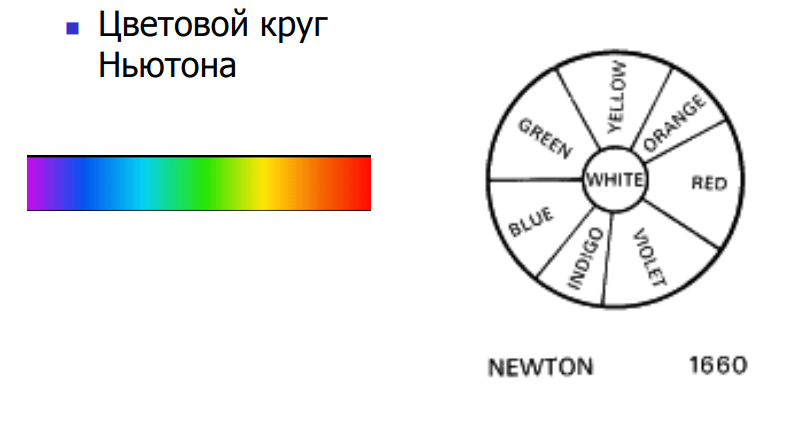 Цветовой круг
Ньютона
YELLOW
ORANGE
GREEN
WHITE
RED
BLUE
INDIGO
VIOLET
NEWTON 1660